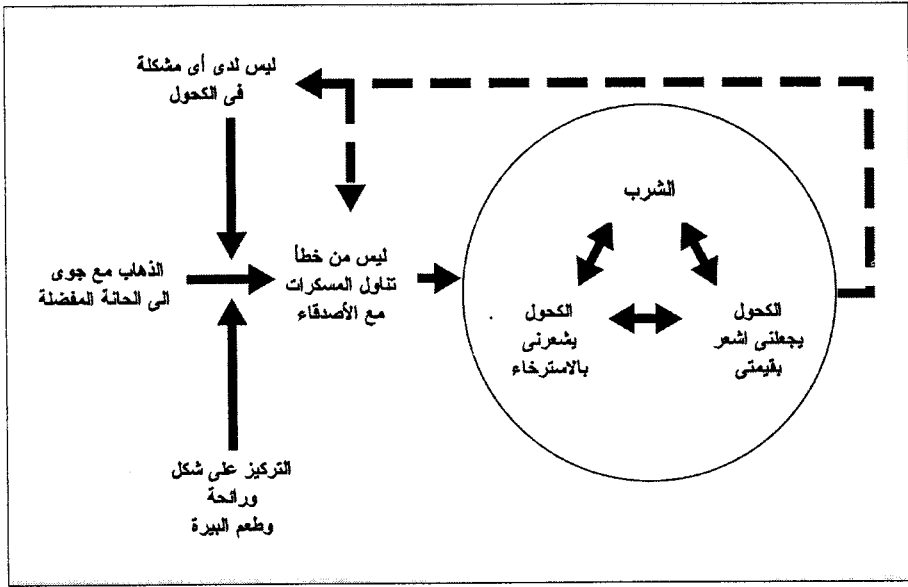 ليس لدى أى مشكلة
فى الكحول
الشرب
الذهاب مع جوى
الى الحانة المفضلة
ليس من خطأ
تناول المسكرات
مع الأصدقاء
الكحول
يشعرنى
بالاسترخاء
الكحول
يجعلنى اشعر
بقيمتى
التركيز على شكل
ورائحة
وطعم البيرة